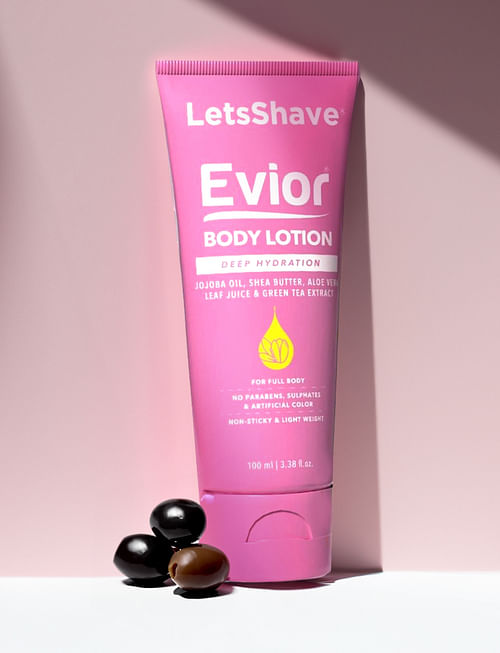 LetsShave®
Evior®
BODY LOTION
DEEP HYDRATION
JOJOBA OIL, SHEA BUTTER, ALOE VERA
LEAF JUICE & GREEN TEA EXTRACT
FOR FULL BODY
NO PARABENS, SULPHATES
& ARTIFICIAL COLOR
NON-STICKY & LIGHT WEIGHT
100 ml | 3.38 fl.oz.